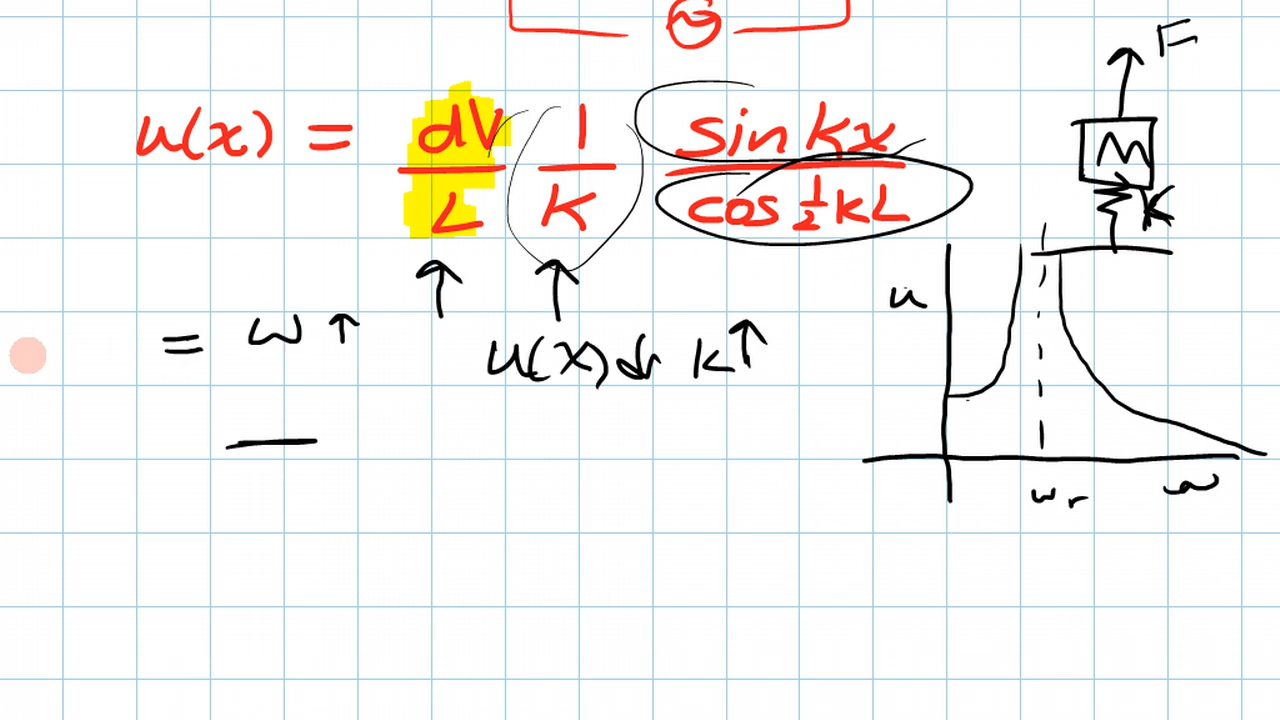 F
u(x) = dV/L 1/K sin kx / cos ½kL
M
K
= ω ↑
u(x) k↑
u
ωr ω